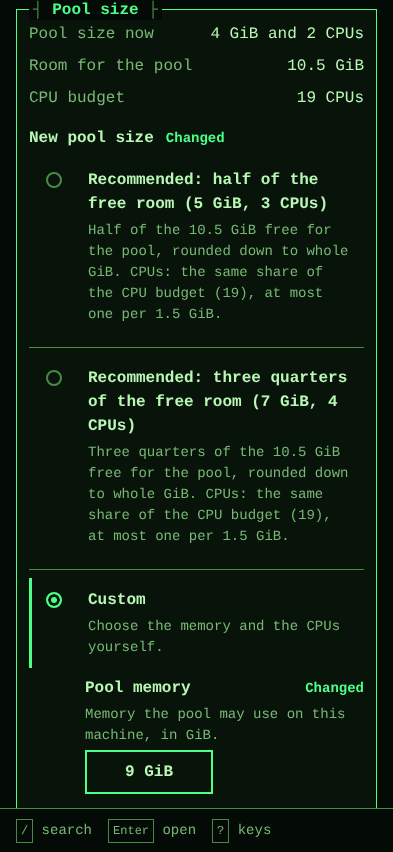 Pool size
Pool size now 4 GiB and 2 CPUs
Room for the pool 10.5 GiB
CPU budget 19 CPUs
New pool size Changed
Recommended: half of the
free room (5 GiB, 3 CPUs)
Half of the 10.5 GiB free for
the pool, rounded down to whole
GiB. CPUs: the same share of
the CPU budget (19), at most
one per 1.5 GiB.
Recommended: three quarters
of the free room (7 GiB, 4
CPUs)
Three quarters of the 10.5 GiB
free for the pool, rounded down
to whole GiB. CPUs: the same
share of the CPU budget (19),
at most one per 1.5 GiB.
Custom
Choose the memory and the CPUs
yourself.
Pool memory Changed
Memory the pool may use on this
machine, in GiB.
9 GiB
/ search Enter open ? keys